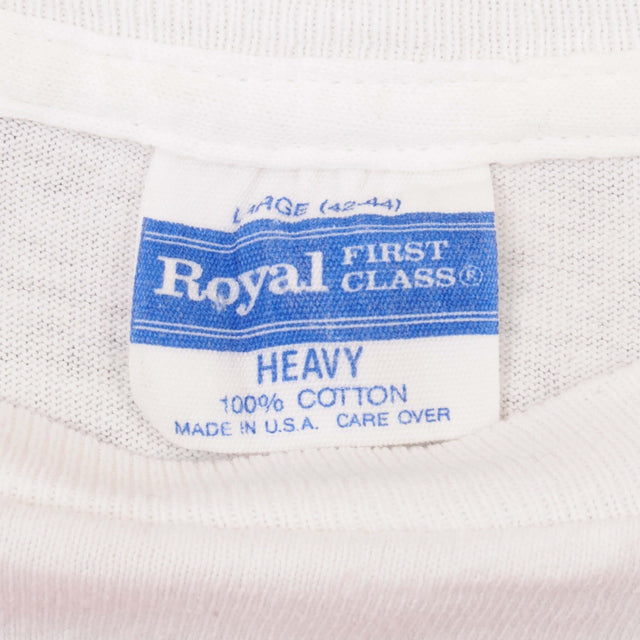 LARGE (42-44)
Royal FIRST CLASS®
HEAVY
100% COTTON
MADE IN U.S.A. CARE OVER